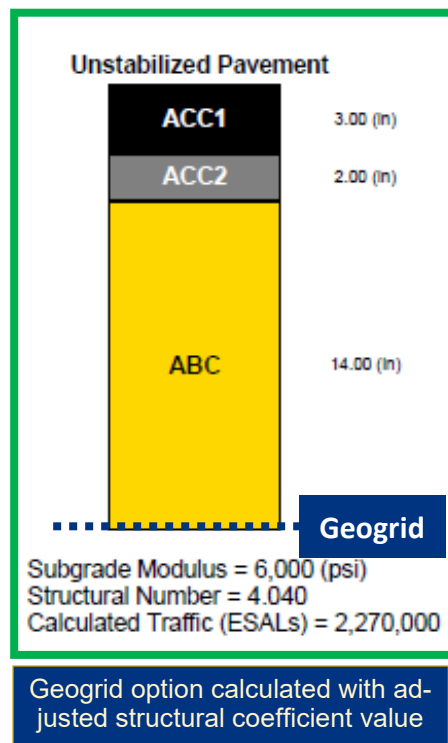 Unstabilized Pavement
ACC1
3.00 (in)
ACC2
2.00 (in)
ABC
14.00 (in)
Geogrid
Subgrade Modulus = 6,000 (psi)
Structural Number = 4.040
Calculated Traffic (ESALs) = 2,270,000
Geogrid option calculated with ad-
justed structural coefficient value